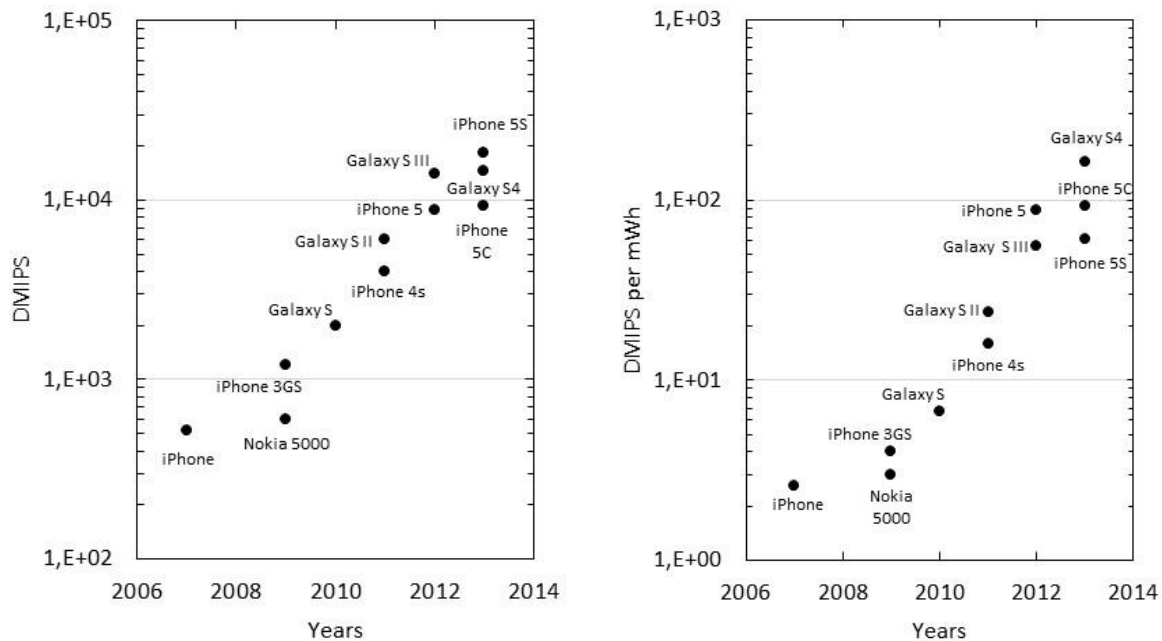 1,E+05
iPhone 5S
Galaxy S III
1,E+04
Galaxy S4
iPhone 5
iPhone
5C
Galaxy S II
iPhone 4s
Galaxy S
DMIPS
1,E+03
iPhone 3GS
Nokia 5000
iPhone
1,E+02
2006 2008 2010 2012 2014
Years
1,E+03
Galaxy S4
1,E+02
iPhone 5C
iPhone 5
Galaxy S III
iPhone 5S
DMIPS per mWh
Galaxy S II
iPhone 4s
1,E+01
Galaxy S
iPhone 3GS
Nokia
5000
iPhone
1,E+00
2006 2008 2010 2012 2014
Years